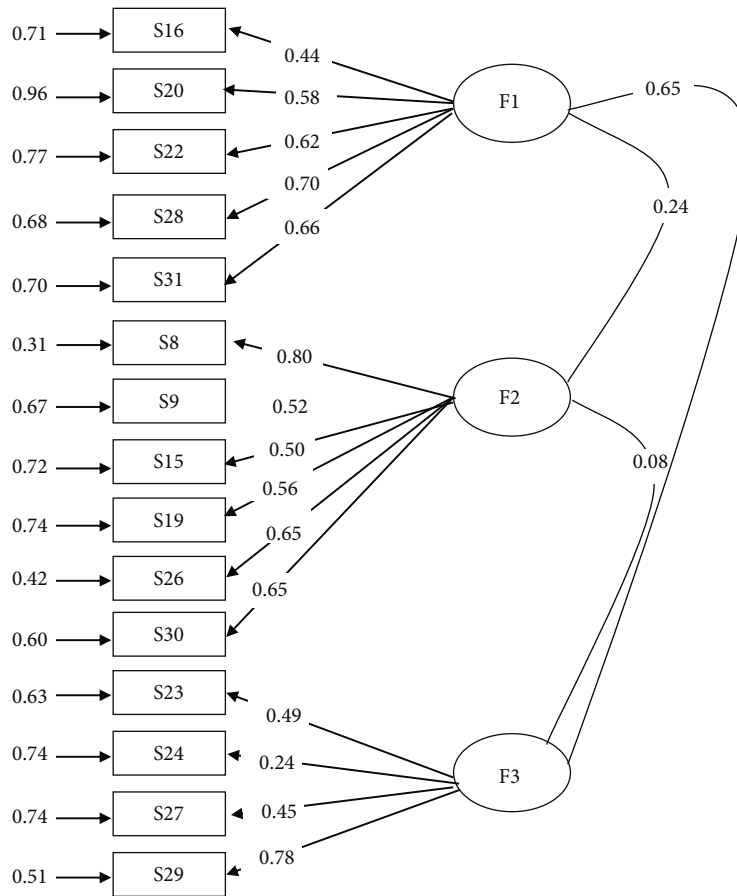 0.71 S16 0.44
0.96 S20 0.58 F1 0.65
0.77 S22 0.62
0.68 S28 0.70 0.24
0.70 S31 0.66
0.31 S8 0.80
0.67 S9 0.52 F2
0.72 S15 0.50 0.08
0.74 S19 0.56
0.42 S26 0.65
0.60 S30 0.65
0.63 S23 0.49
0.74 S24 0.24 F3
0.74 S27 0.45
0.51 S29 0.78